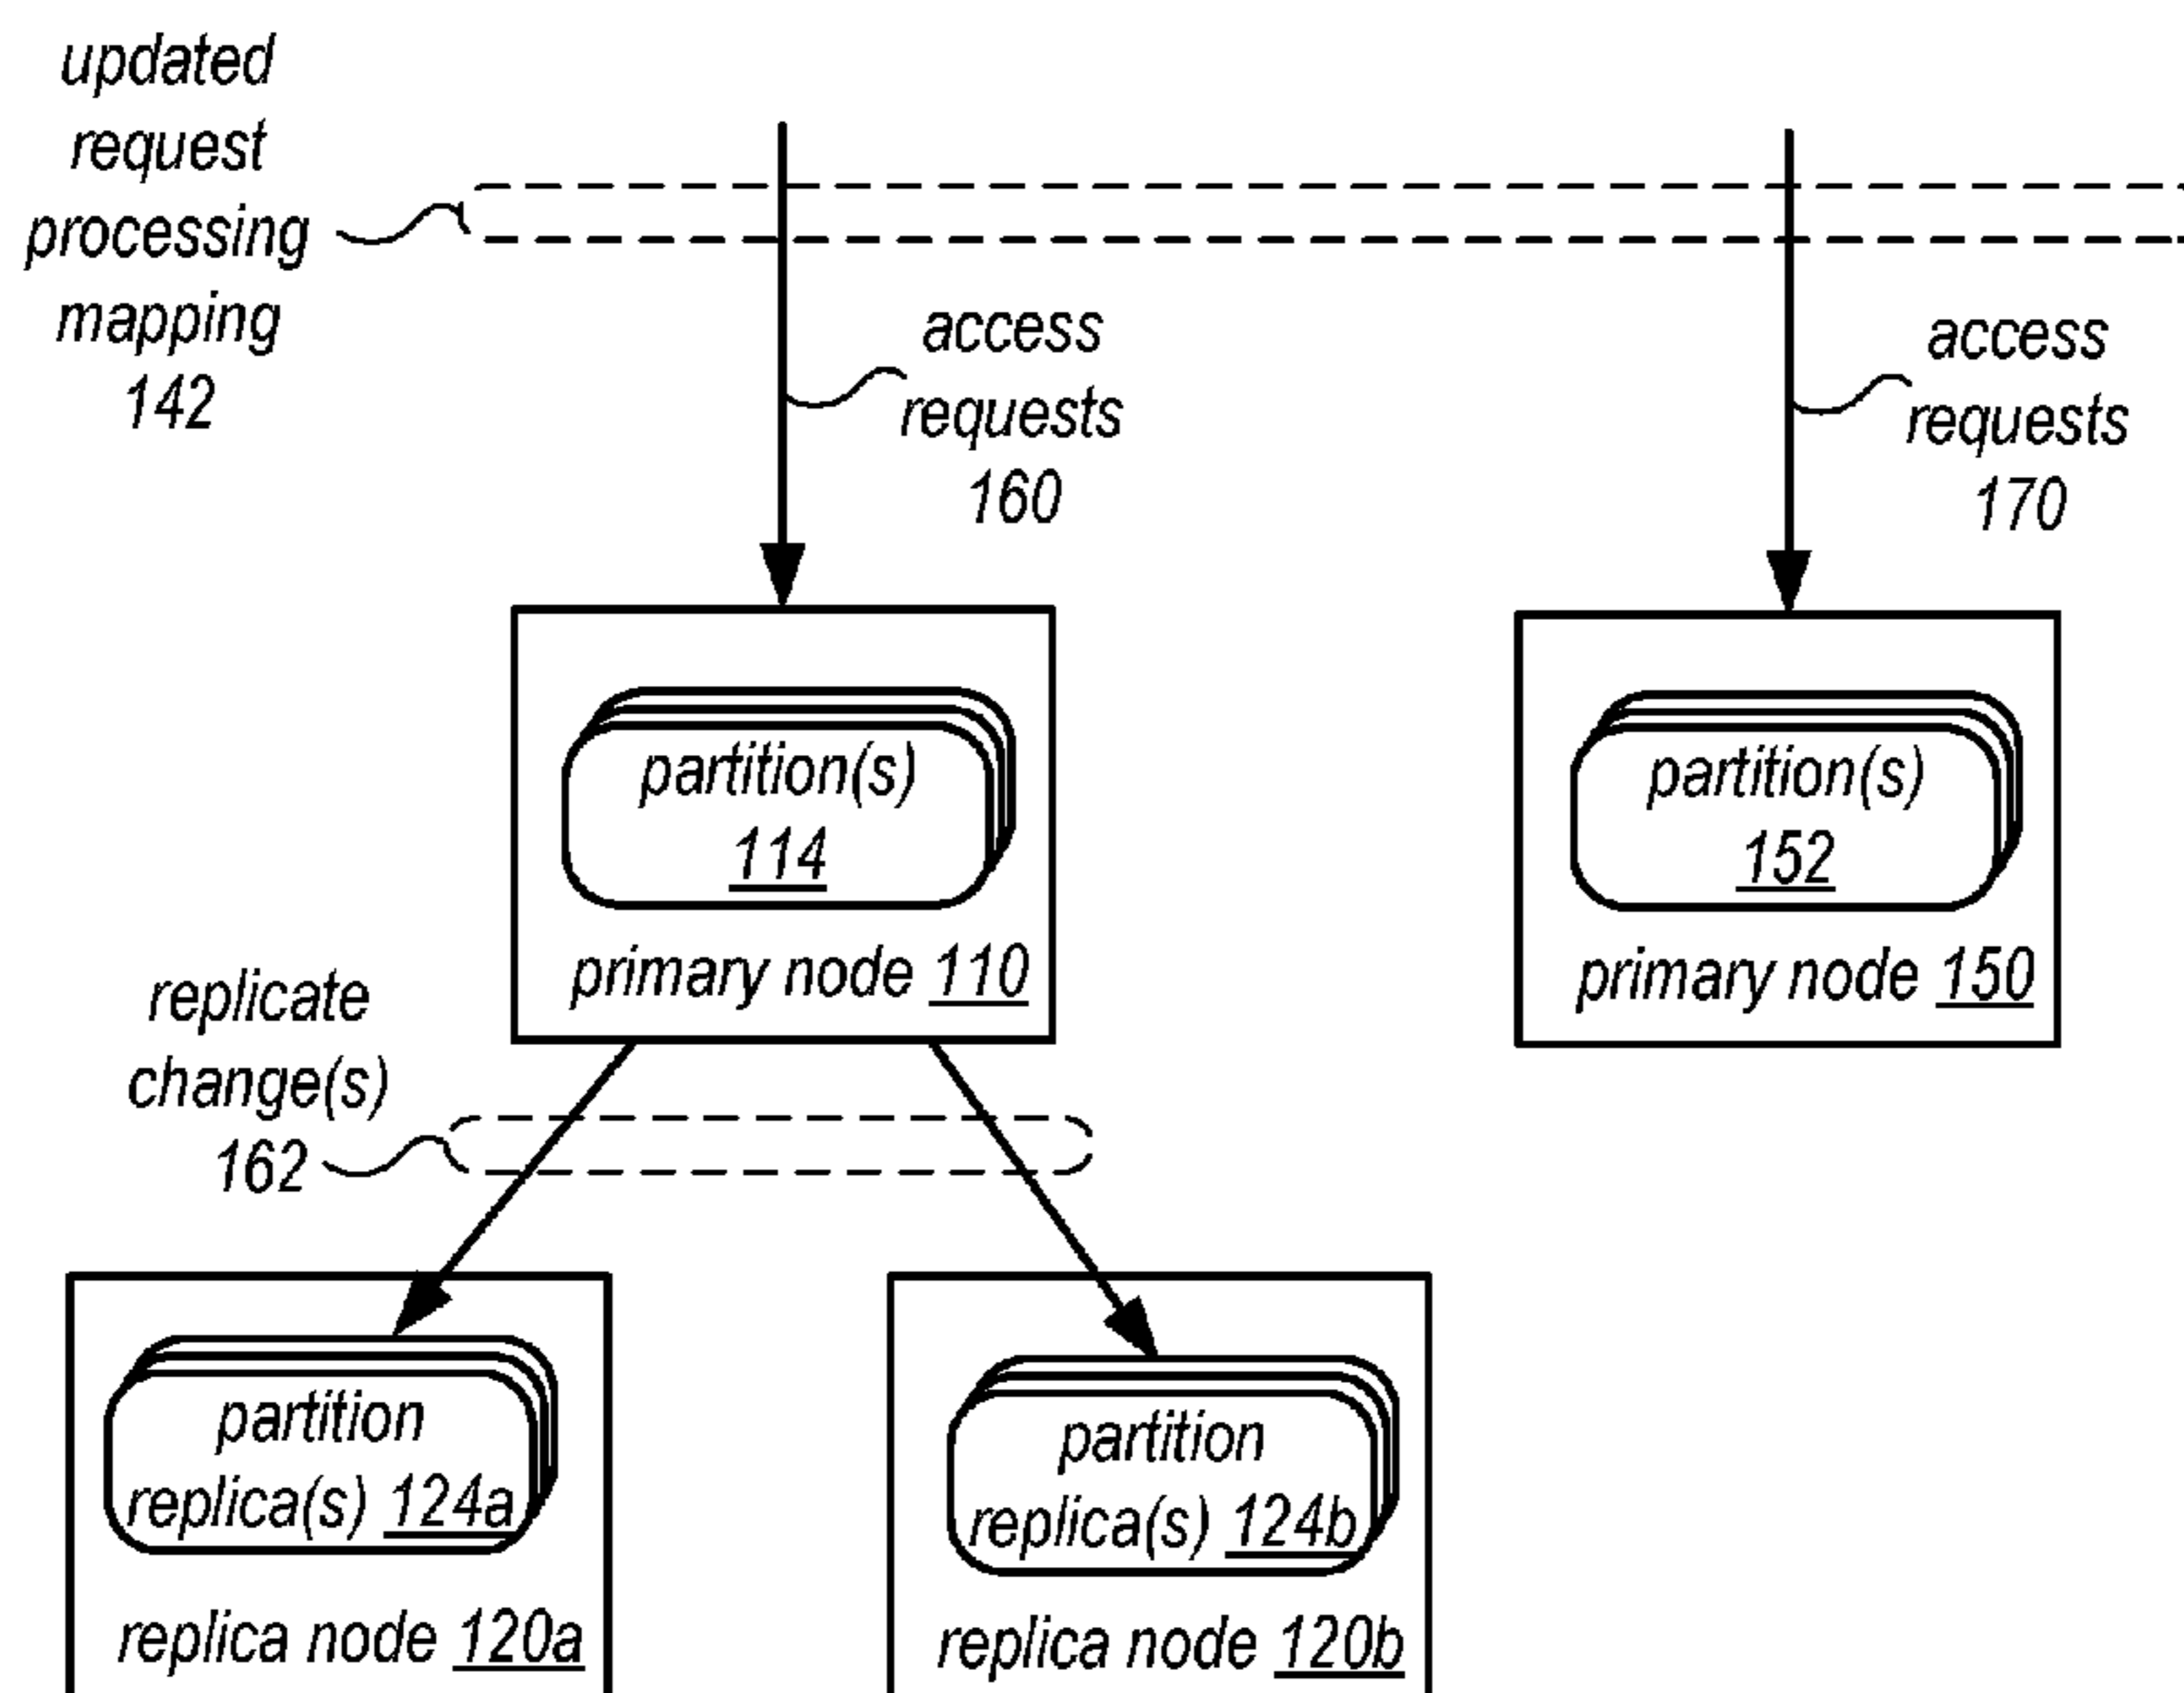 updated
request
processing
mapping
142
access
requests
160
access
requests
170
partition(s)
114
primary node 110
partition(s)
152
primary node 150
replicate
change(s)
162
partition
replica(s) 124a
replica node 120a
partition
replica(s) 124b
replica node 120b